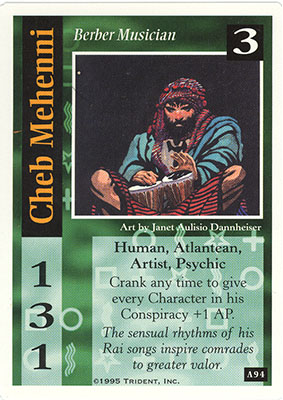 Cheb Mehenni
Berber Musician
3
Art by Janet Aulisio Dannheiser
1
3
1
Human, Atlantean,
Artist, Psychic
Crank any time to give
every Character in his
Conspiracy +1 AP.
The sensual rhythms of his
Rai songs inspire comrades
to greater valor.
©1995 TRIDENT, INC.
A94